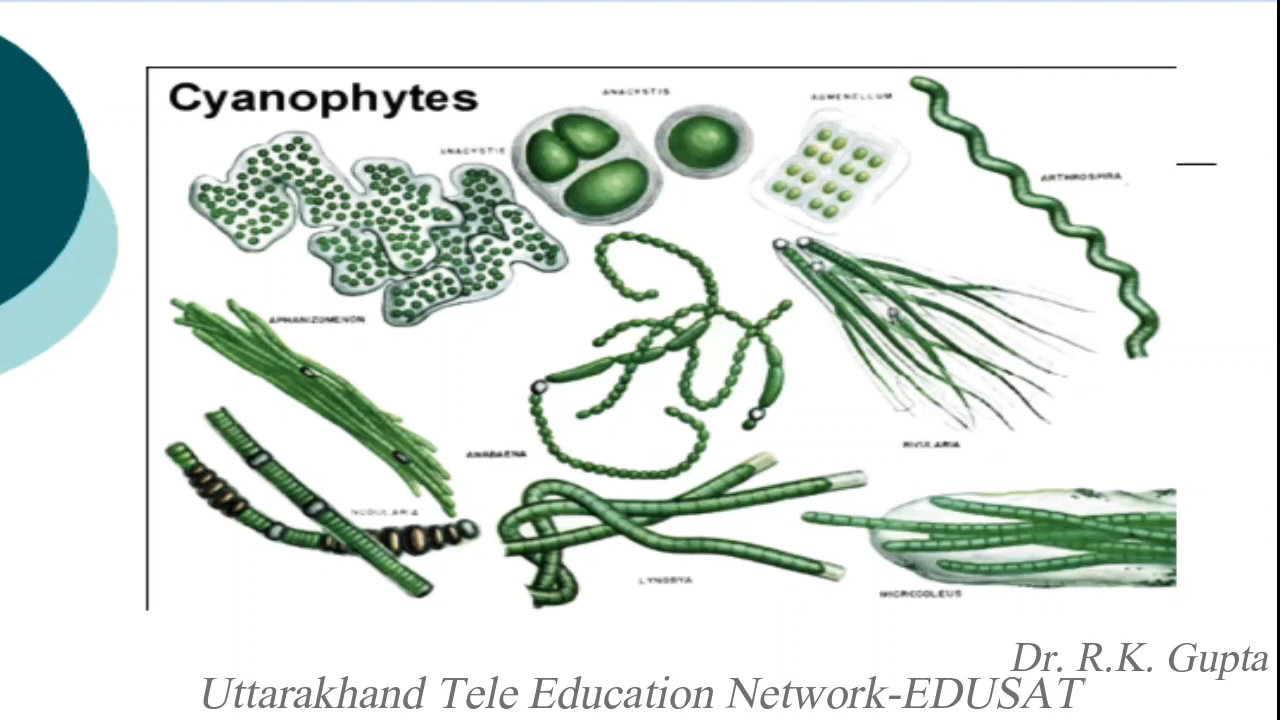 Cyanophytes
ANACYSTIS
AGMENELLUM
ANACYSTIS
ARTHROSPIRA
APHANIZOMENON
RIVULARIA
ANABAENA
NODULARIA
LYNGBYA
MICROCOLEUS
Dr. R.K. Gupta
Uttarakhand Tele Education Network-EDUSAT